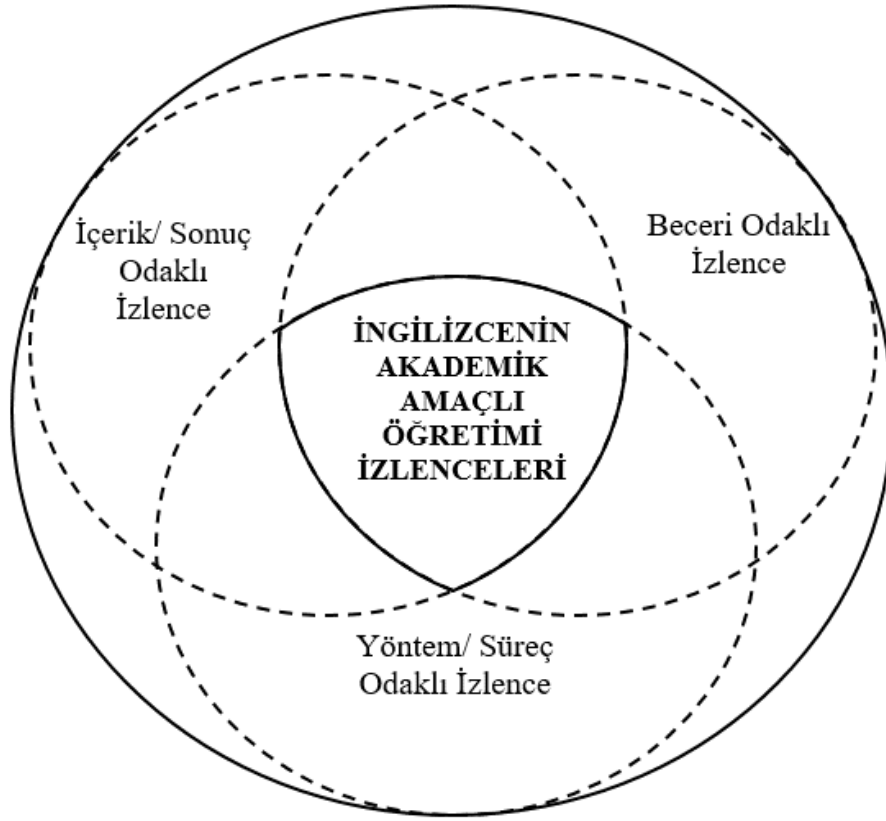 İçerik/ Sonuç
Odaklı
İzlence
Beceri Odaklı
İzlence
İNGİLİZCENİN
AKADEMİK
AMAÇLI
ÖĞRETİMİ
İZLENCELERİ
Yöntem/ Süreç
Odaklı İzlence